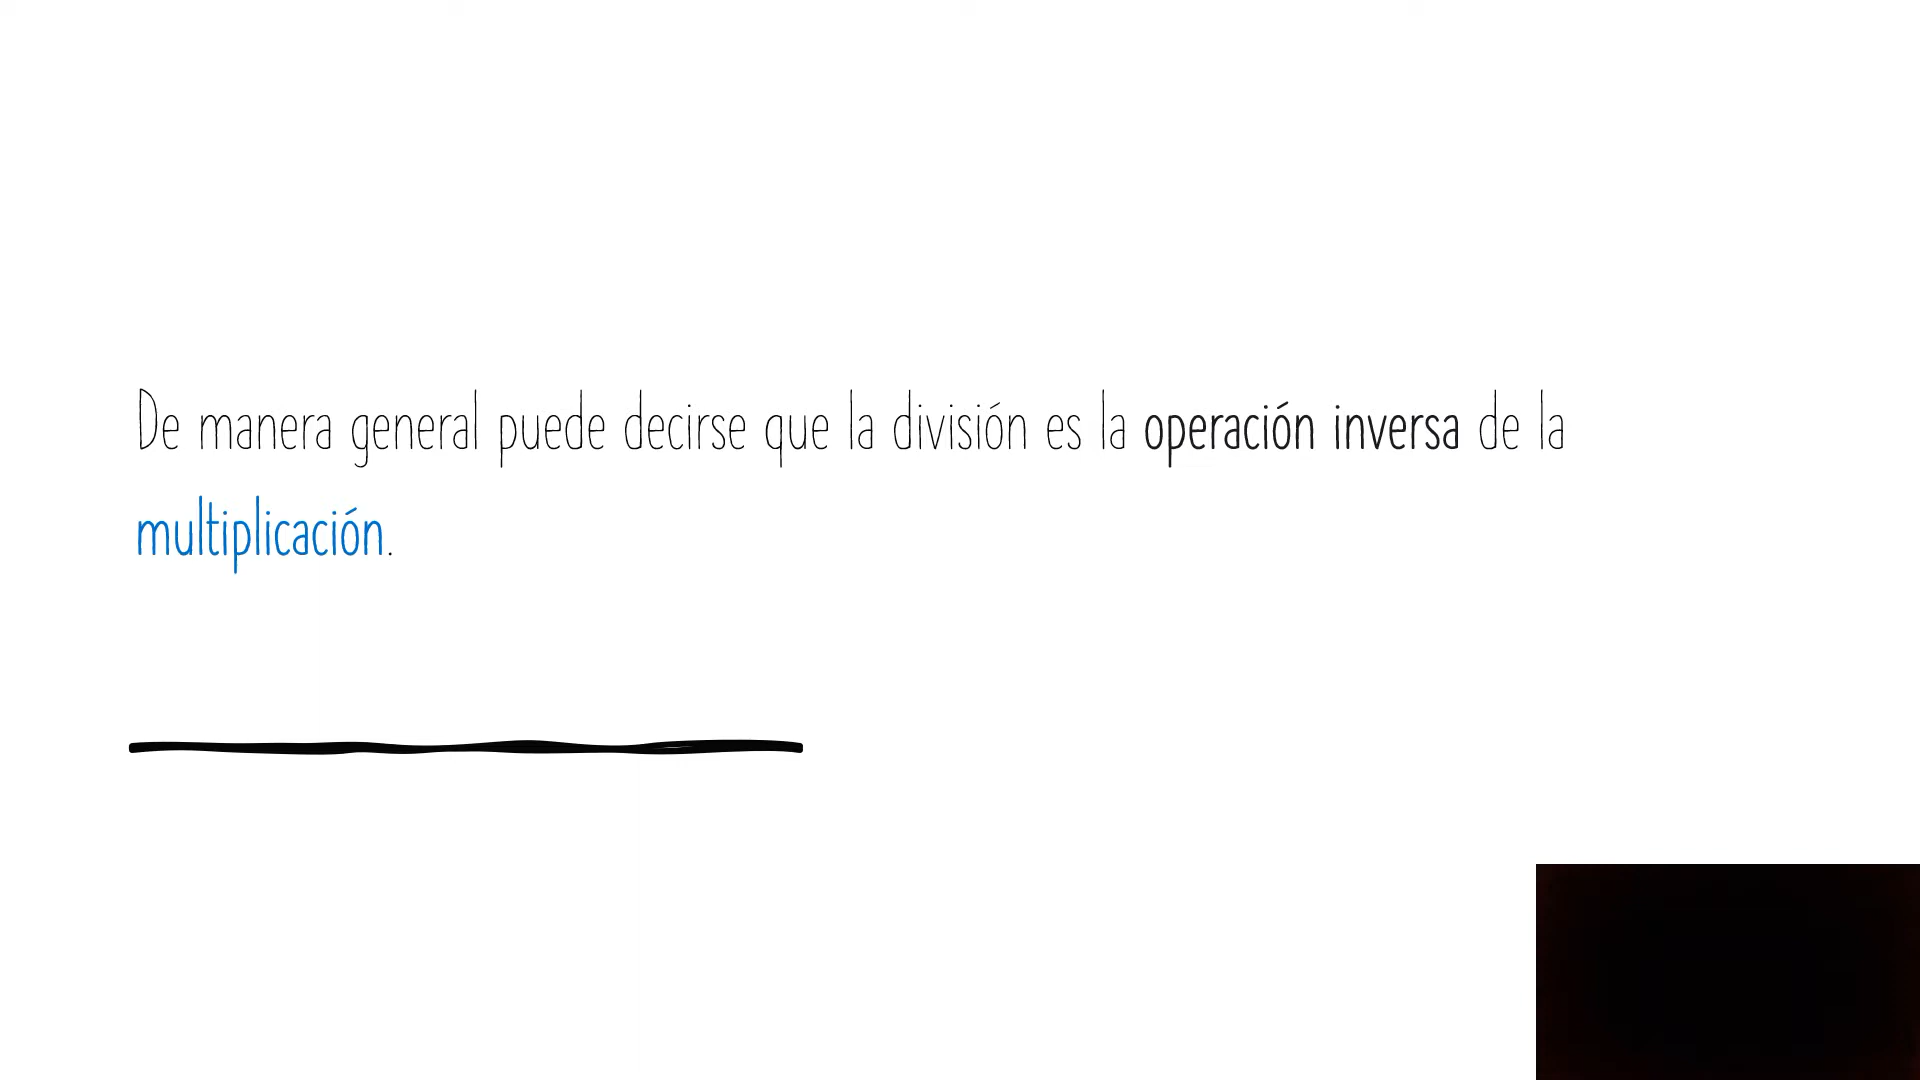 De manera general puede decirse que la división es la operación inversa de la
multiplicación.